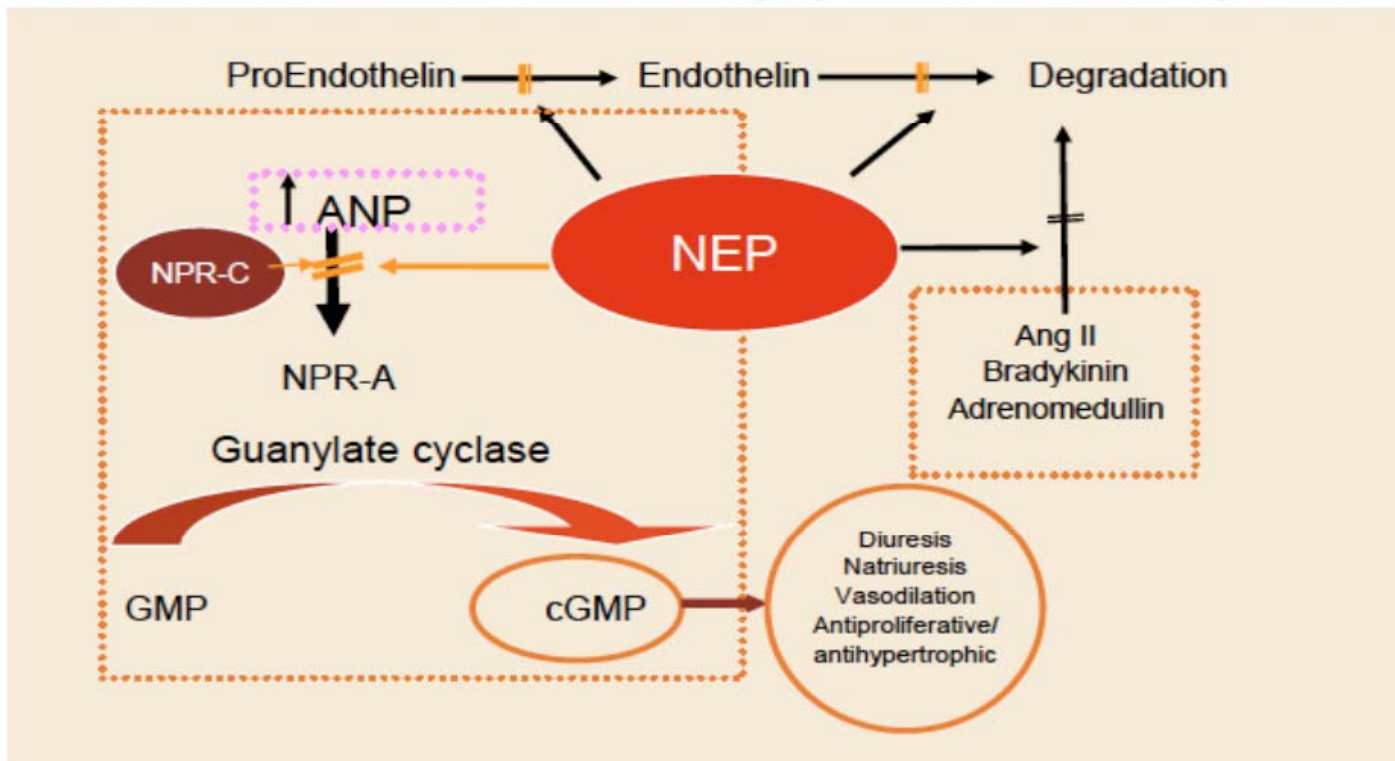 ProEndothelin
Endothelin
Degradation
ANP
NPR-C
NEP
NPR-A
Ang II
Bradykinin
Adrenomedullin
Guanylate cyclase
GMP
cGMP
Diuresis
Natriuresis
Vasodilation
Antiproliferative/
antihypertrophic